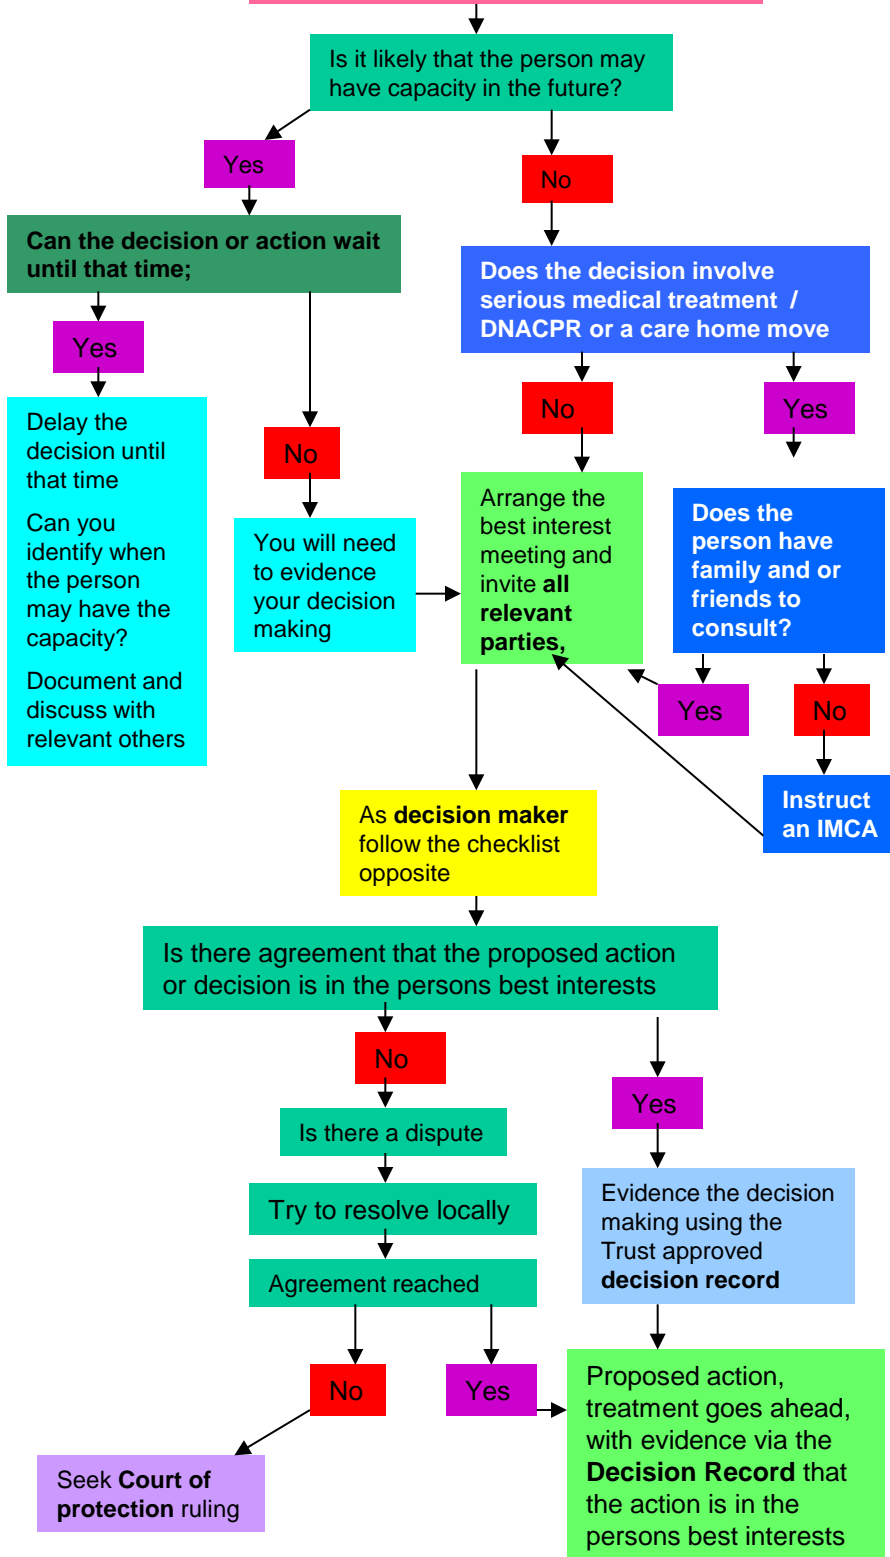 Is it likely that the person may
have capacity in the future?
Yes
No
Can the decision or action wait
until that time;
Does the decision involve
serious medical treatment /
DNACPR or a care home move
Yes
No
Yes
Delay the
decision until
that time
Can you
identify when
the person
may have the
capacity?
Document and
discuss with
relevant others
No
You will need
to evidence
your decision
making
Arrange the
best interest
meeting and
invite all
relevant
parties,
Does the
person have
family and or
friends to
consult?
Yes
No
Instruct
an IMCA
As decision maker
follow the checklist
opposite
Is there agreement that the proposed action
or decision is in the persons best interests
No
Yes
Is there a dispute
Try to resolve locally
Agreement reached
Evidence the decision
making using the
Trust approved
decision record
No
Yes
Seek Court of
protection ruling
Proposed action,
treatment goes ahead,
with evidence via the
Decision Record that
the action is in the
persons best interests